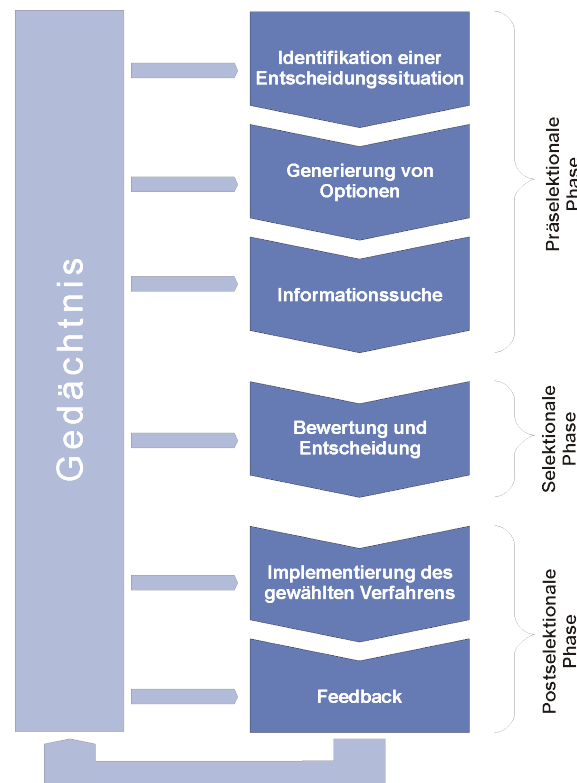 Gedächtnis
Identifikation einer
Entscheidungssituation
Generierung von
Optionen
Informationssuche
Präselektionale
Phase
Bewertung und
Entscheidung
Selektionale
Phase
Implementierung des
gewählten Verfahrens
Feedback
Postselektionale
Phase